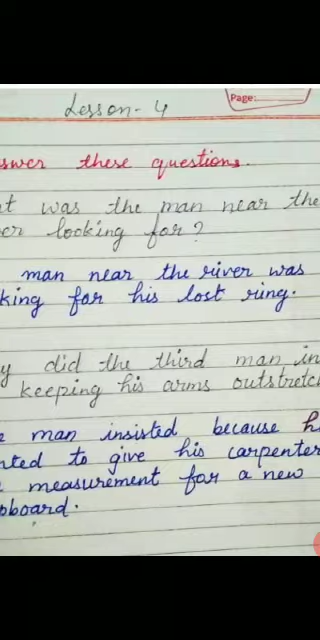 Page:
Lesson-4
swer these questions.
t was the man near the
er looking for?
man near the river was
king for his lost ring.
y did the third man in
keeping his arms outstretch
e man insisted because h
nted to give his carpenter
measurement for a new
pboard.